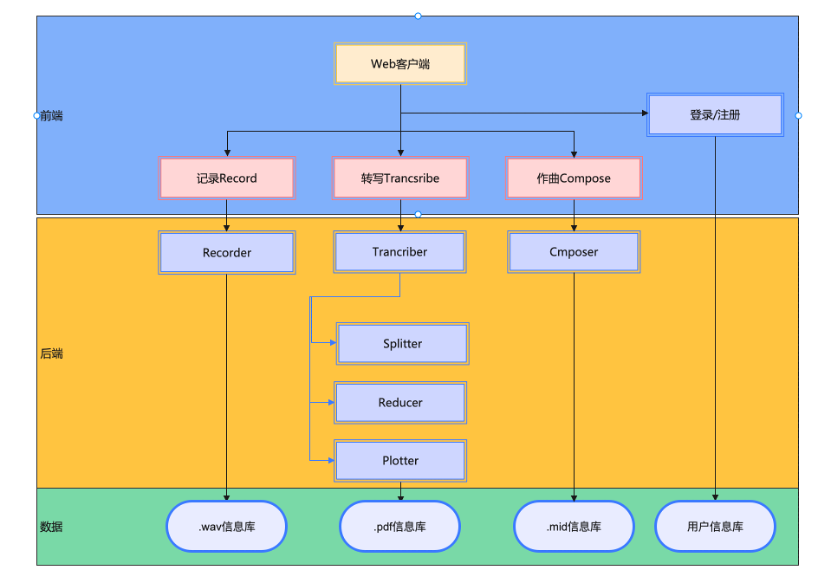 Web客户端
前端
登录/注册
记录Record
转写Trancsribe
作曲Compose
Recorder
Trancriber
Cmposer
后端
Splitter
Reducer
Plotter
数据
.wav信息库
.pdf信息库
.mid信息库
用户信息库